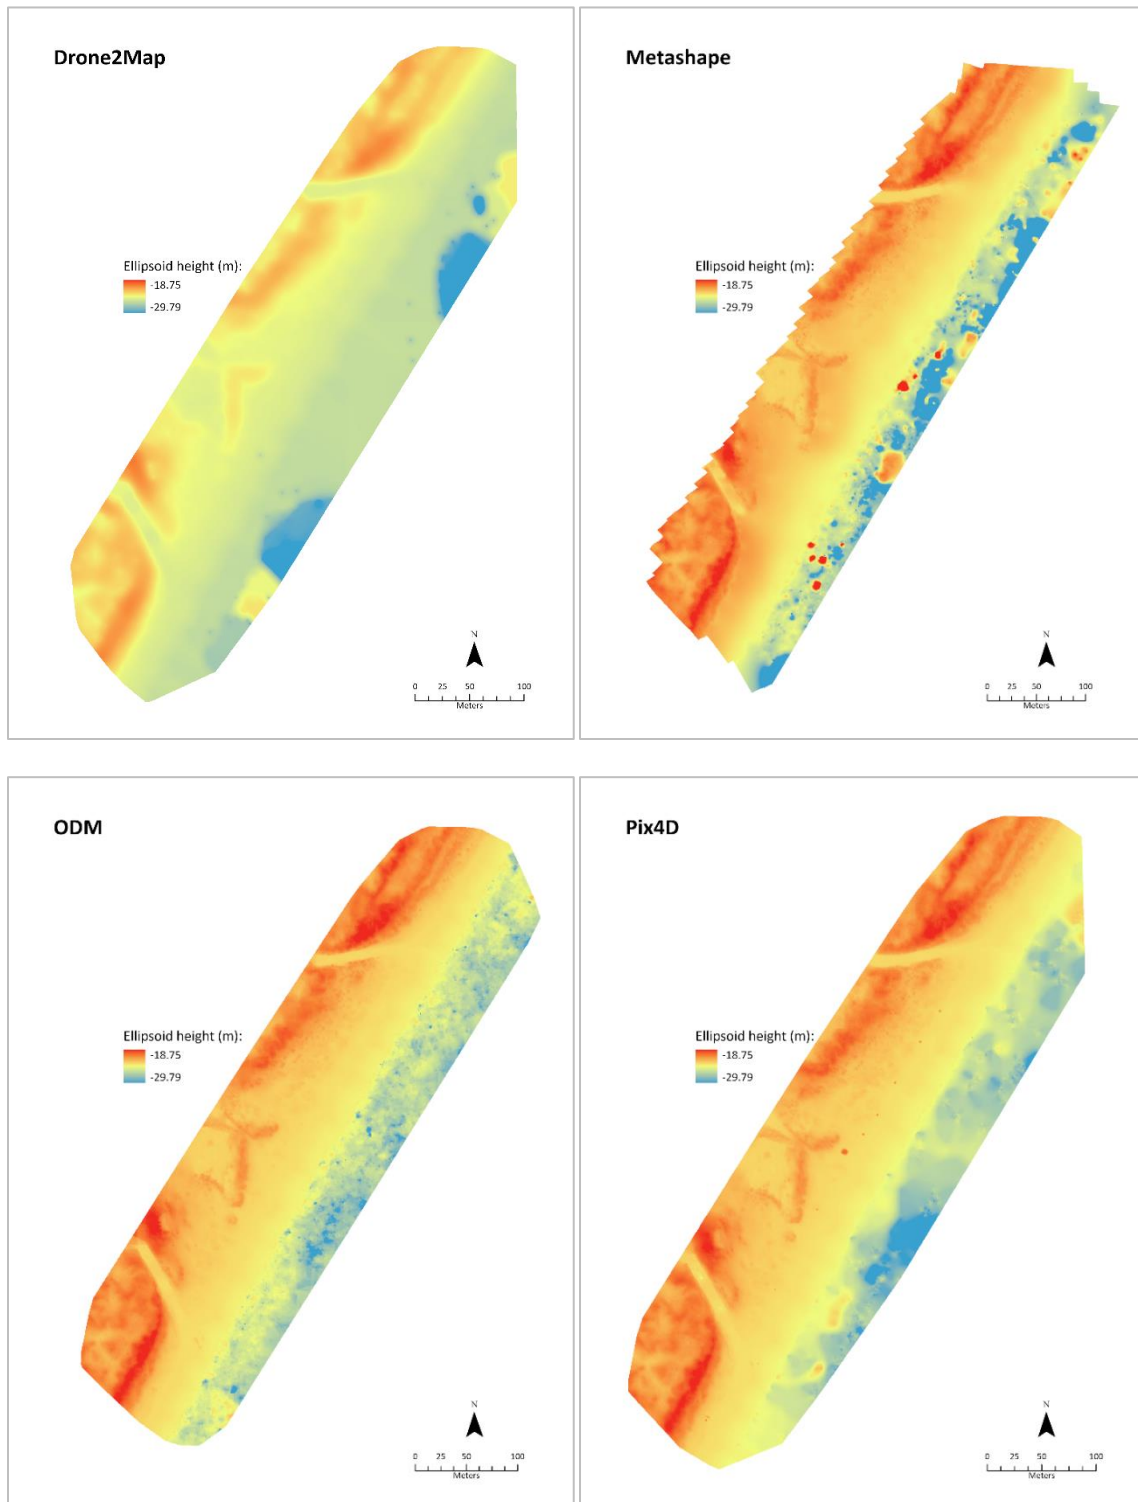 Drone2Map
Ellipsoid height (m):
-18.75
-29.79
N
0 25 50 100
Meters
Metashape
Ellipsoid height (m):
-18.75
-29.79
N
0 25 50 100
Meters
ODM
Ellipsoid height (m):
-18.75
-29.79
N
0 25 50 100
Meters
Pix4D
Ellipsoid height (m):
-18.75
-29.79
N
0 25 50 100
Meters